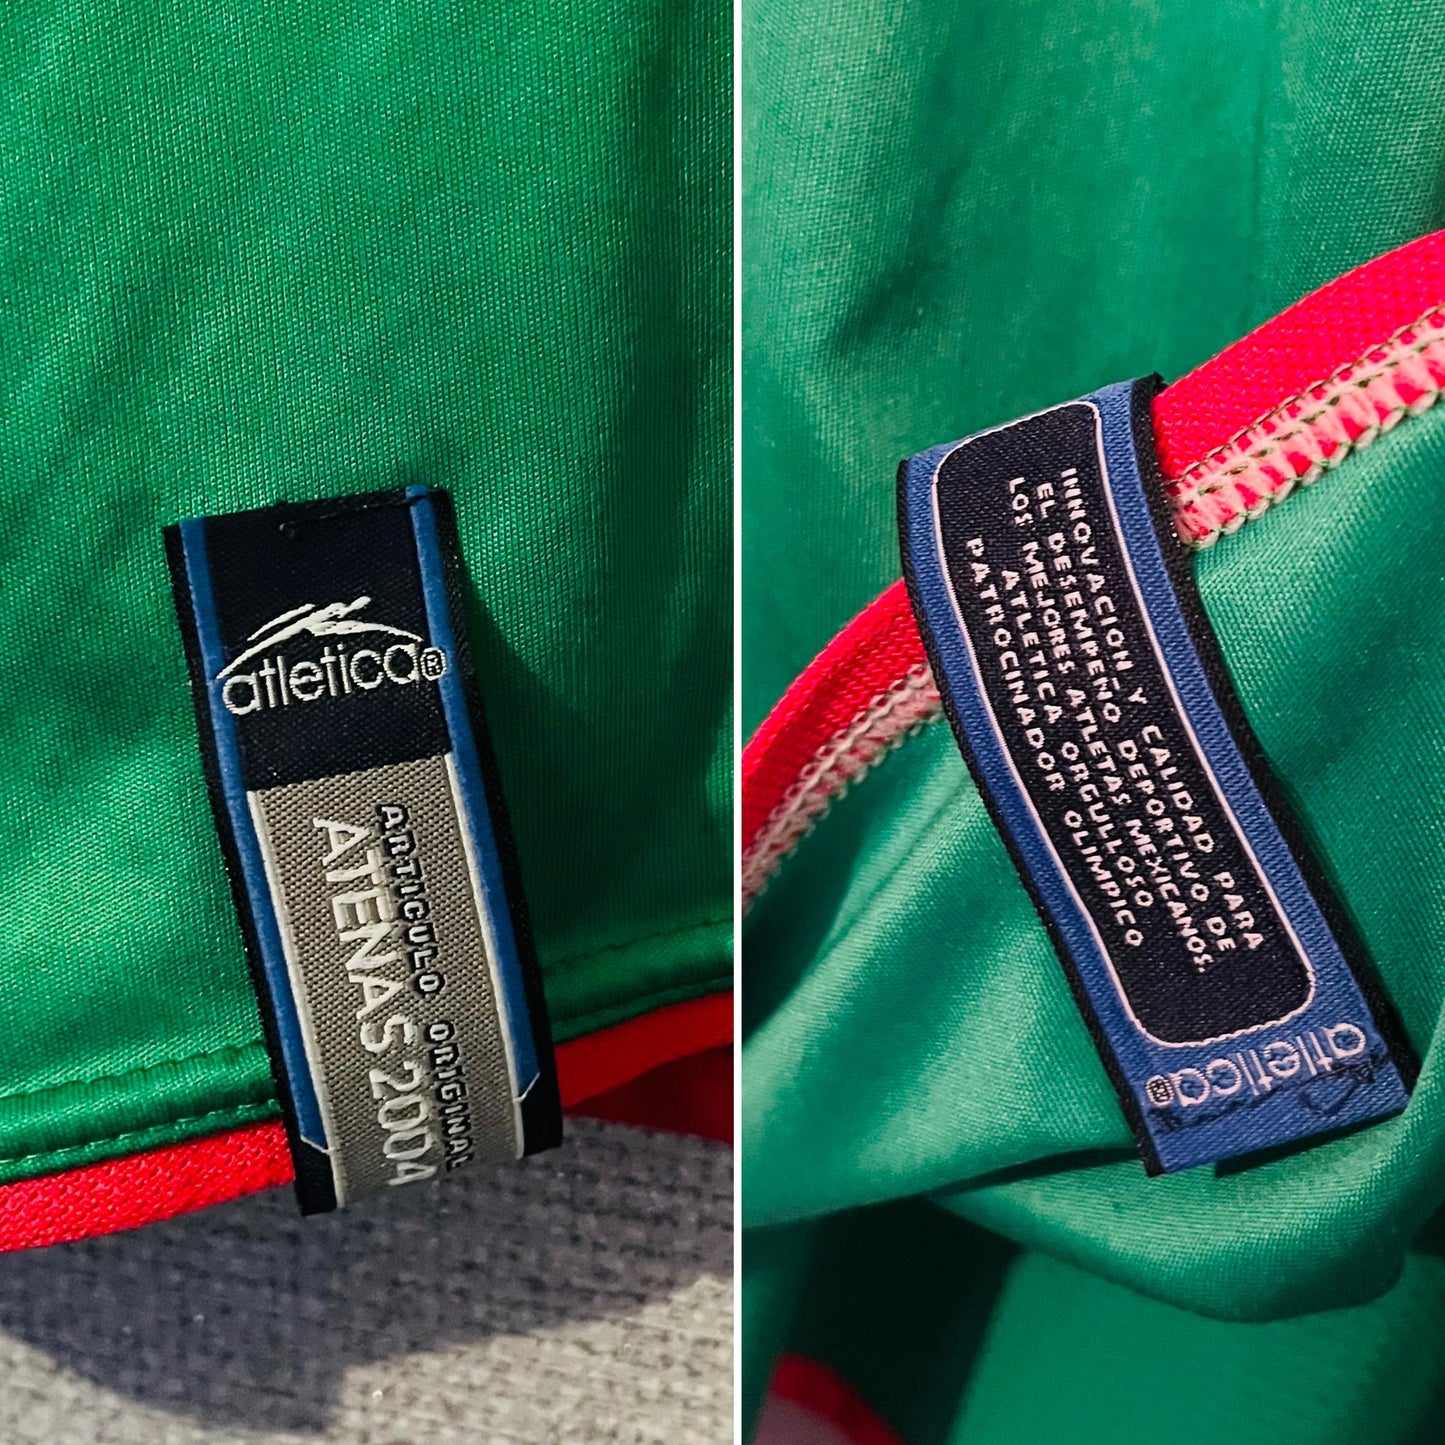 atletica®
ARTICULO ORIGINAL
ATENAS 2004
INNOVACION Y CALIDAD PARA
EL DESEMPEÑO DEPORTIVO DE
LOS MEJORES ATLETAS MEXICANOS.
ATLETICA ORGULLOSO
PATROCINADOR OLIMPICO
atletica®